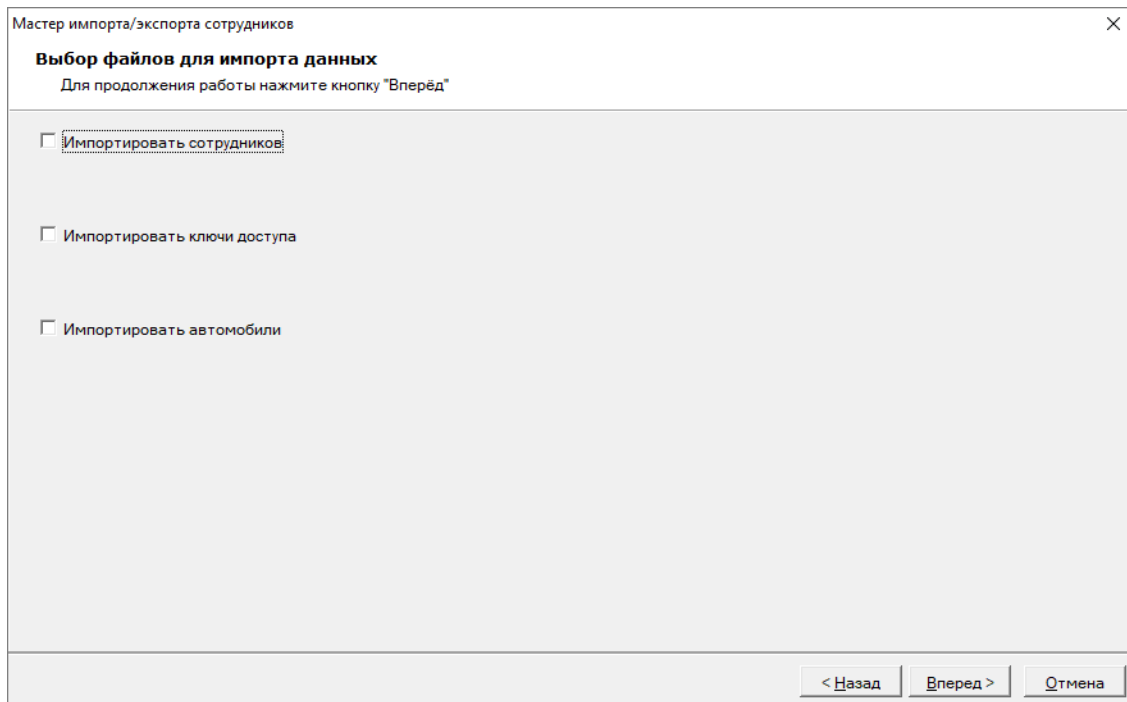 Мастер импорта/экспорта сотрудников
Выбор файлов для импорта данных
Для продолжения работы нажмите кнопку "Вперёд"
Импортировать сотрудников
Импортировать ключи доступа
Импортировать автомобили
< Назад Вперед > Отмена